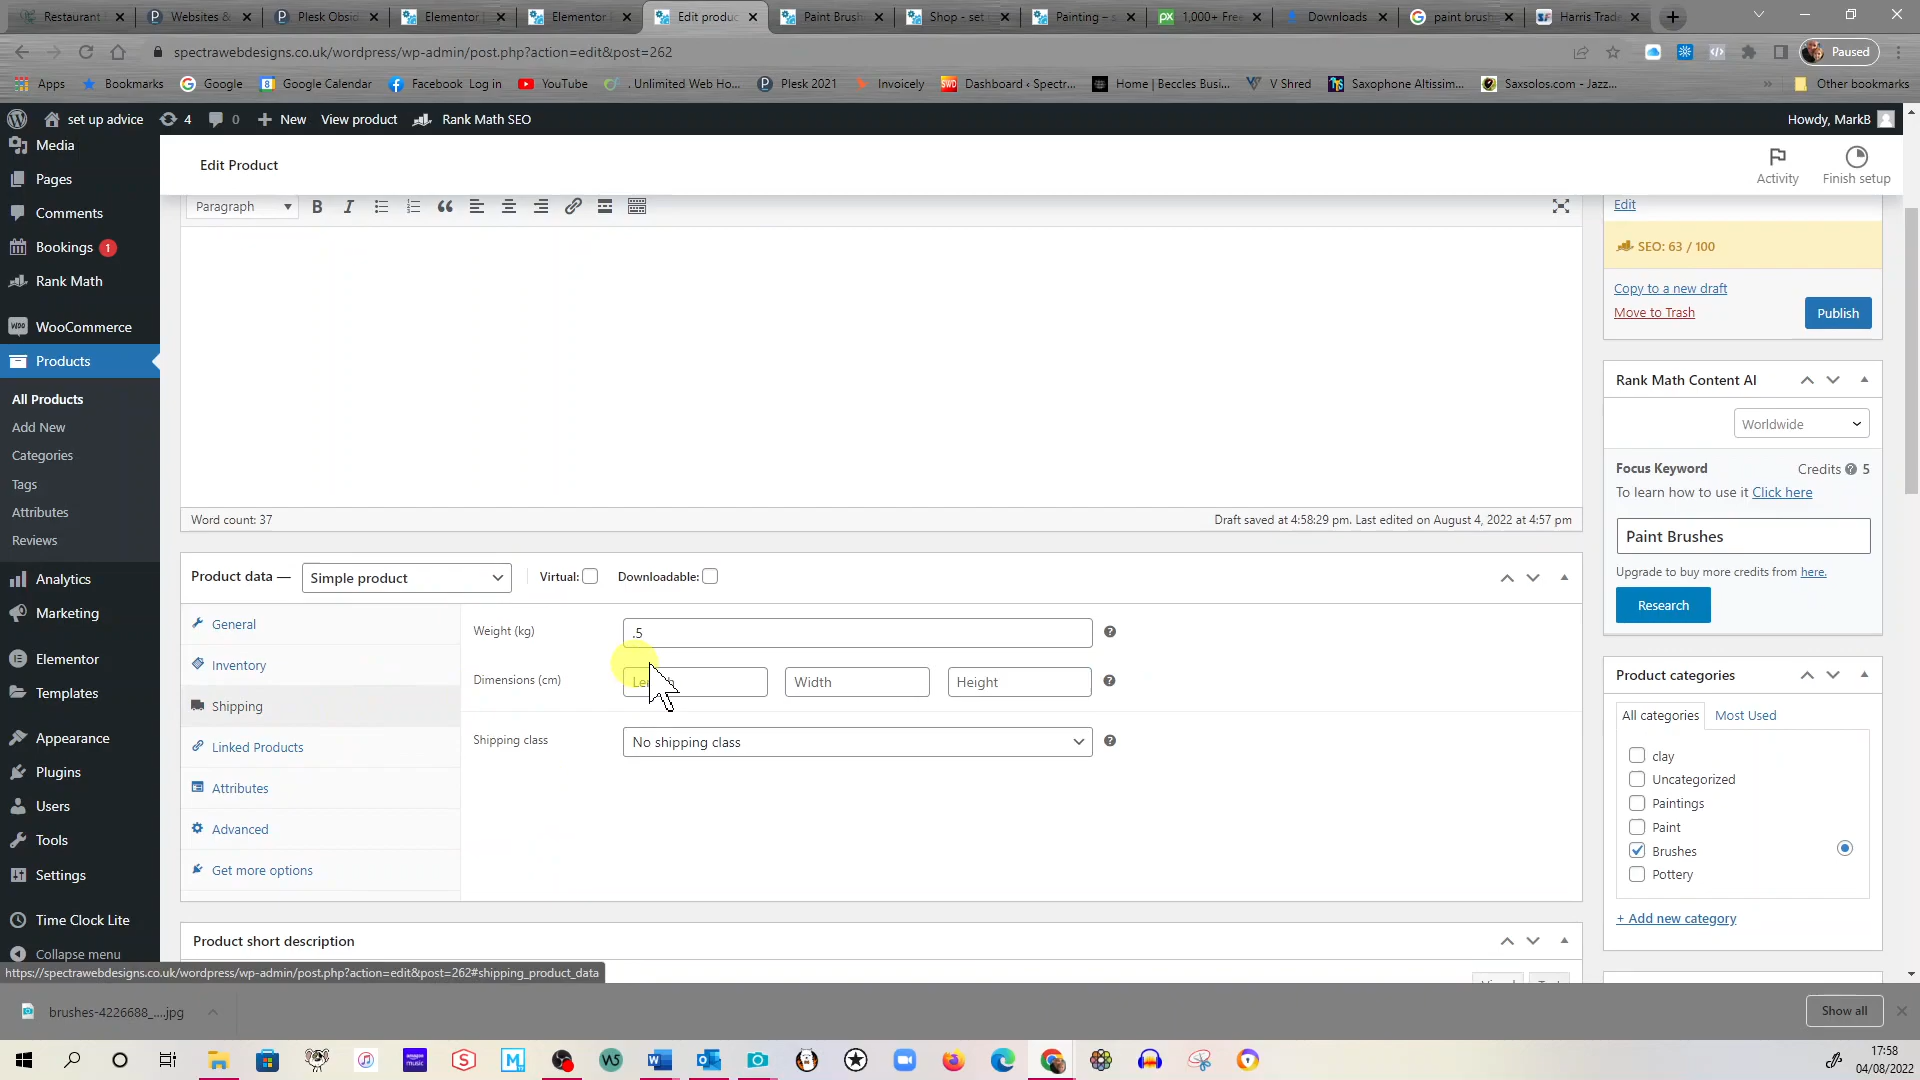 Restaurant
Websites &
Plesk Obsid
Elementor
Elementor
Edit produc
Paint Brush
Shop - set
Painting – s
1,000+ Free
Downloads
paint brush
Harris Trad
spectrawebdesigns.co.uk/wordpress/wp-admin/post.php?action=edit&post=262
Paused
Apps
Bookmarks
Google
Google Calendar
Facebook Log in
YouTube
. Unlimited Web Ho...
Plesk 2021
Invoicely
Dashboard ‹ Spectr...
Home | Beccles Busi...
V Shred
Saxophone Altissim...
Saxsolos.com - Jazz...
Other bookmarks
set up advice
4
0
New
View product
Rank Math SEO
Howdy, MarkB
Media
Pages
Comments
Bookings 1
Rank Math
WooCommerce
Products
All Products
Add New
Categories
Tags
Attributes
Reviews
Analytics
Marketing
Elementor
Templates
Appearance
Plugins
Users
Tools
Settings
Time Clock Lite
Collapse menu
Edit Product
Activity
Finish setup
Paragraph
Word count: 37
Draft saved at 4:58:29 pm. Last edited on August 4, 2022 at 4:57 pm
Product data —
Simple product
Virtual:
Downloadable:
General
Inventory
Shipping
Linked Products
Attributes
Advanced
Get more options
Weight (kg)
.5
Dimensions (cm)
Width
Height
Shipping class
No shipping class
Product short description
Edit
SEO: 63 / 100
Copy to a new draft
Move to Trash
Publish
Rank Math Content AI
Worldwide
Focus Keyword
Credits 5
To learn how to use it Click here
Paint Brushes
Upgrade to buy more credits from here.
Research
Product categories
All categories
Most Used
clay
Uncategorized
Paintings
Paint
Brushes
Pottery
+ Add new category
https://spectrawebdesigns.co.uk/wordpress/wp-admin/post.php?action=edit&post=262#shipping_product_data
brushes-4226688_....jpg
Show all
17:58
04/08/2022